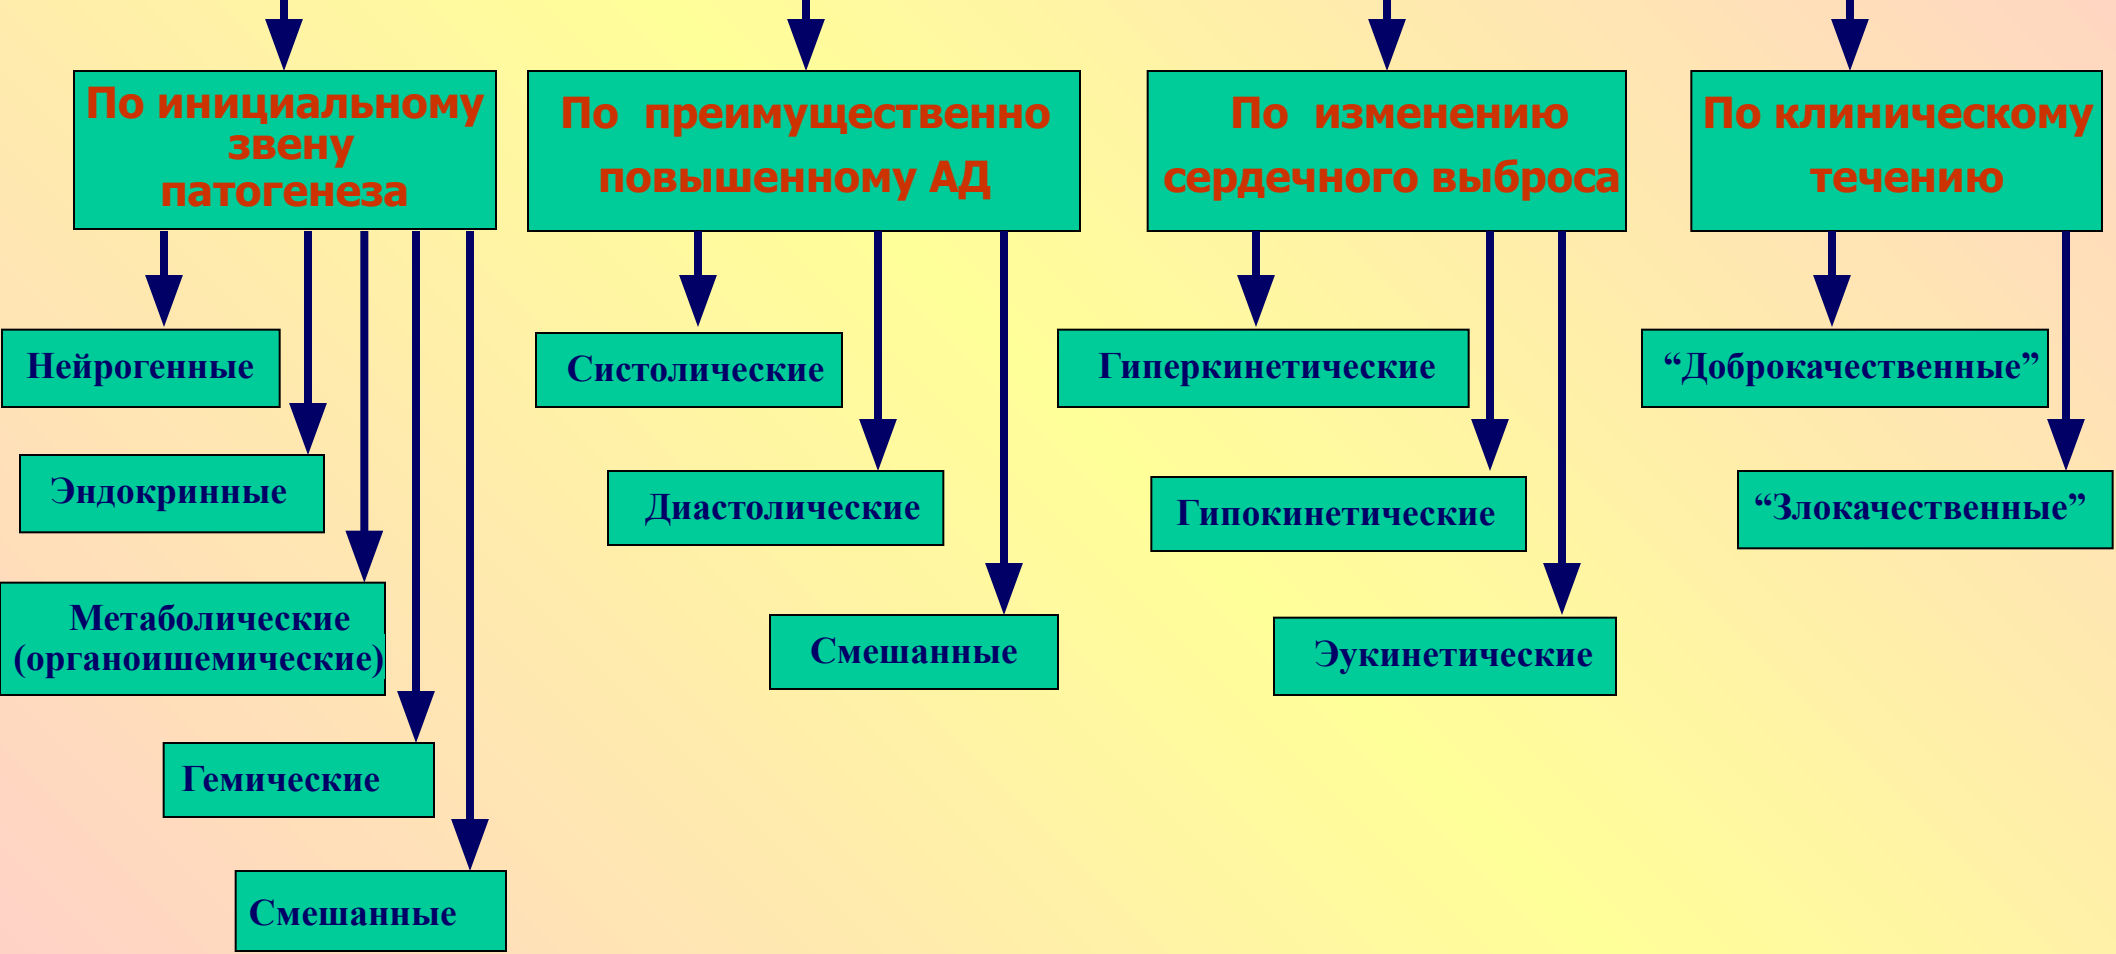 По инициальному
звену
патогенеза
По преимущественно
повышенному АД
По изменению
сердечного выброса
По клиническому
течению
Нейрогенные
Эндокринные
Метаболические
(органоишемические)
Гемические
Смешанные
Систолические
Диастолические
Смешанные
Гиперкинетические
Гипокинетические
Эукинетические
“Доброкачественные”
“Злокачественные”